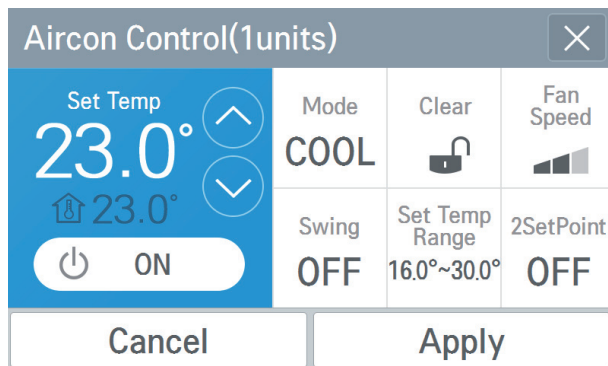 Aircon Control(1units)
Set Temp
23.0°
23.0°
ON
Mode
COOL
Clear
Fan
Speed
Swing
OFF
Set Temp
Range
16.0°~30.0°
2SetPoint
OFF
Cancel
Apply